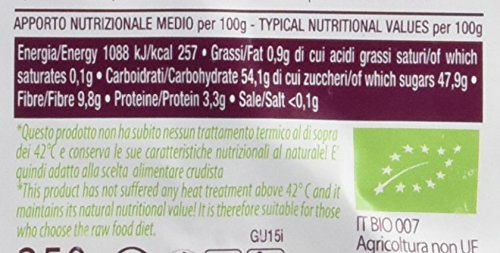 APPORTO NUTRIZIONALE MEDIO per 100g - TYPICAL NUTRITIONAL VALUES per 100g
Energia/Energy 1088 kJ/kcal 257 • Grassi/Fat 0,9g di cui acidi grassi saturi/of which
saturates 0,1g • Carboidrati/Carbohydrate 54,1g di cui zuccheri/of which sugars 47,9g •
Fibre/Fibre 9,8g • Proteine/Protein 3,3g • Sale/Salt <0,1g
*Questo prodotto non ha subito nessun trattamento termico al di sopra
dei 42°C e conserva le sue caratteristiche nutrizionali al naturale! E'
quindi adatto alla scelta alimentare crudista
*This product has not suffered any heat treatment above 42°C and it
maintains its natural nutritional value! It is therefore suitable for those
who choose the raw food diet.
GU15i
IT BIO 007
Agricoltura non UE